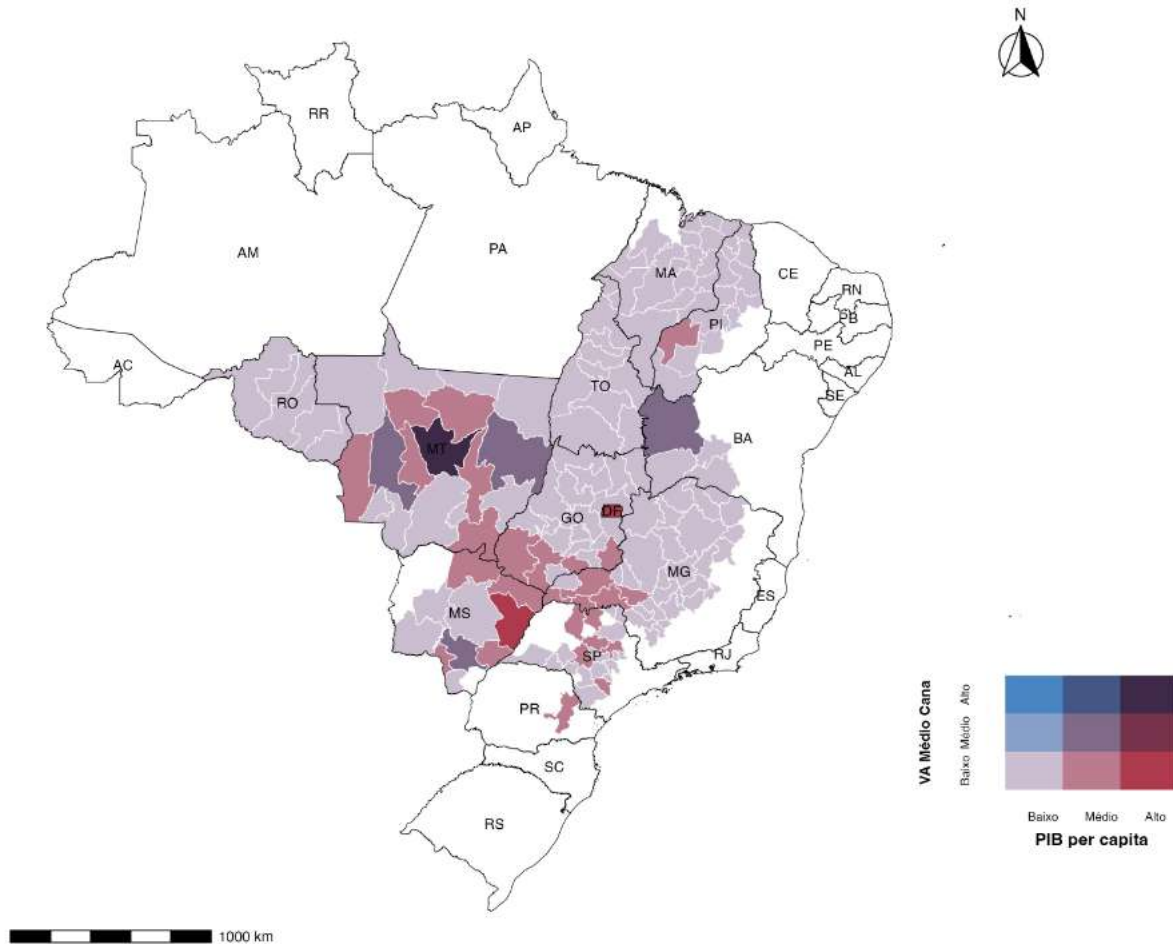 N
RR
AP
AM
PA
MA
CE
RN
PB
PI
PE
AC
AL
SE
TO
RO
BA
MT
DF
GO
MG
MS
ES
SP
RJ
PR
SC
RS
VA Médio Cana
Baixo Médio Alto
Baixo Médio Alto
PIB per capita
1000 km